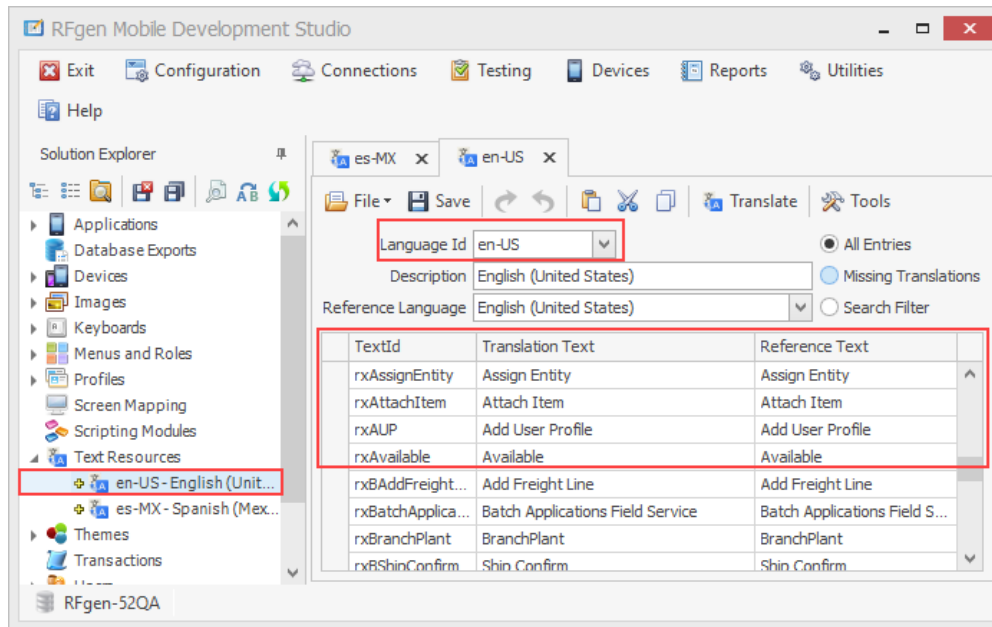 RFgen Mobile Development Studio
Exit Configuration Connections Testing Devices Reports Utilities
Help
Solution Explorer
Applications
Database Exports
Devices
Images
Keyboards
Menus and Roles
Profiles
Screen Mapping
Scripting Modules
Text Resources
en-US - English (Unit...
es-MX - Spanish (Mex...
Themes
Transactions
es-MX en-US
File Save Translate Tools
Language Id en-US All Entries
Description English (United States) Missing Translations
Reference Language English (United States) Search Filter
TextId Translation Text Reference Text
rxAssignEntity Assign Entity Assign Entity
rxAttachItem Attach Item Attach Item
rxAUP Add User Profile Add User Profile
rxAvailable Available Available
rxBAddFreight... Add Freight Line Add Freight Line
rxBatchApplica... Batch Applications Field Service Batch Applications Field S...
rxBranchPlant BranchPlant BranchPlant
rxBShipConfirm Ship Confirm Ship Confirm
RFgen-52QA